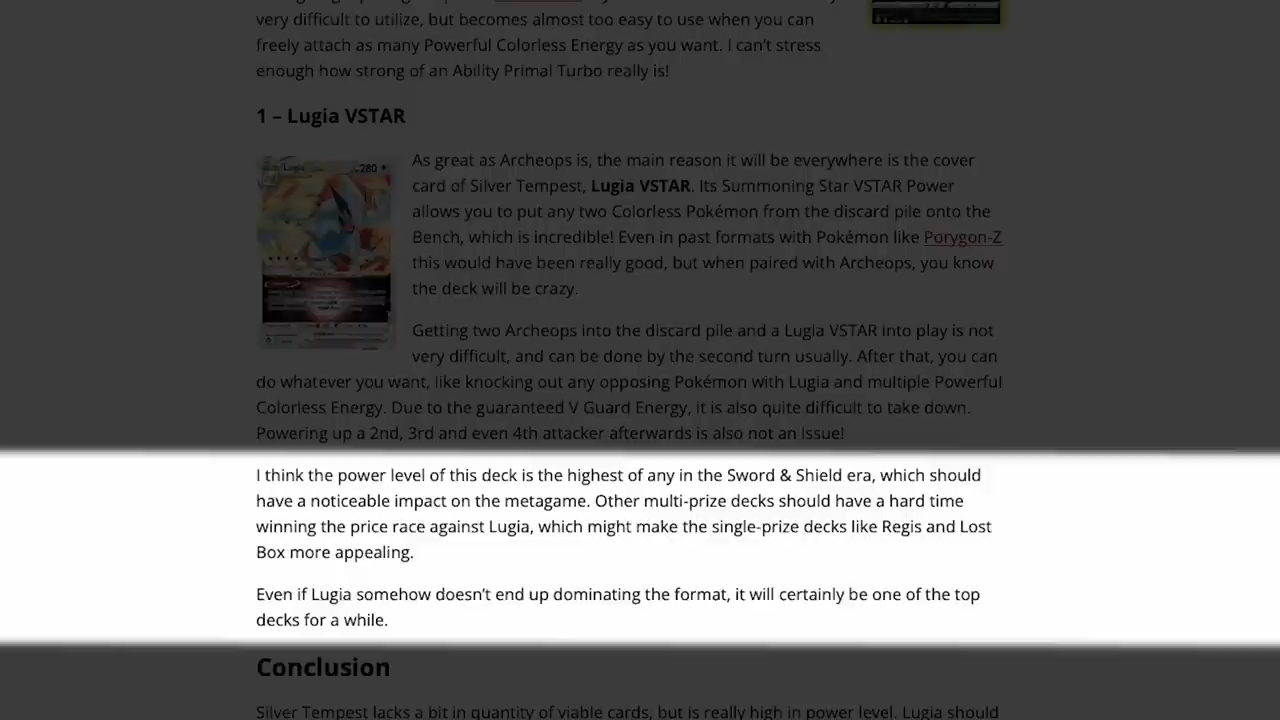 very difficult to utilize, but becomes almost too easy to use when you can
freely attach as many Powerful Colorless Energy as you want. I can't stress
enough how strong of an Ability Primal Turbo really is!
1 – Lugia VSTAR
Lugia 280
As great as Archeops is, the main reason it will be everywhere is the cover
card of Silver Tempest, Lugia VSTAR. Its Summoning Star VSTAR Power
allows you to put any two Colorless Pokémon from the discard pile onto the
Bench, which is incredible! Even in past formats with Pokémon like Porygon-Z
this would have been really good, but when paired with Archeops, you know
the deck will be crazy.
Getting two Archeops into the discard pile and a Lugia VSTAR into play is not
very difficult, and can be done by the second turn usually. After that, you can
do whatever you want, like knocking out any opposing Pokémon with Lugia and multiple Powerful
Colorless Energy. Due to the guaranteed V Guard Energy, it is also quite difficult to take down.
Powering up a 2nd, 3rd and even 4th attacker afterwards is also not an issue!
I think the power level of this deck is the highest of any in the Sword & Shield era, which should
have a noticeable impact on the metagame. Other multi-prize decks should have a hard time
winning the price race against Lugia, which might make the single-prize decks like Regis and Lost
Box more appealing.
Even if Lugia somehow doesn't end up dominating the format, it will certainly be one of the top
decks for a while.
Conclusion
Silver Tempest lacks a bit in quantity of viable cards, but is really high in power level. Lugia should